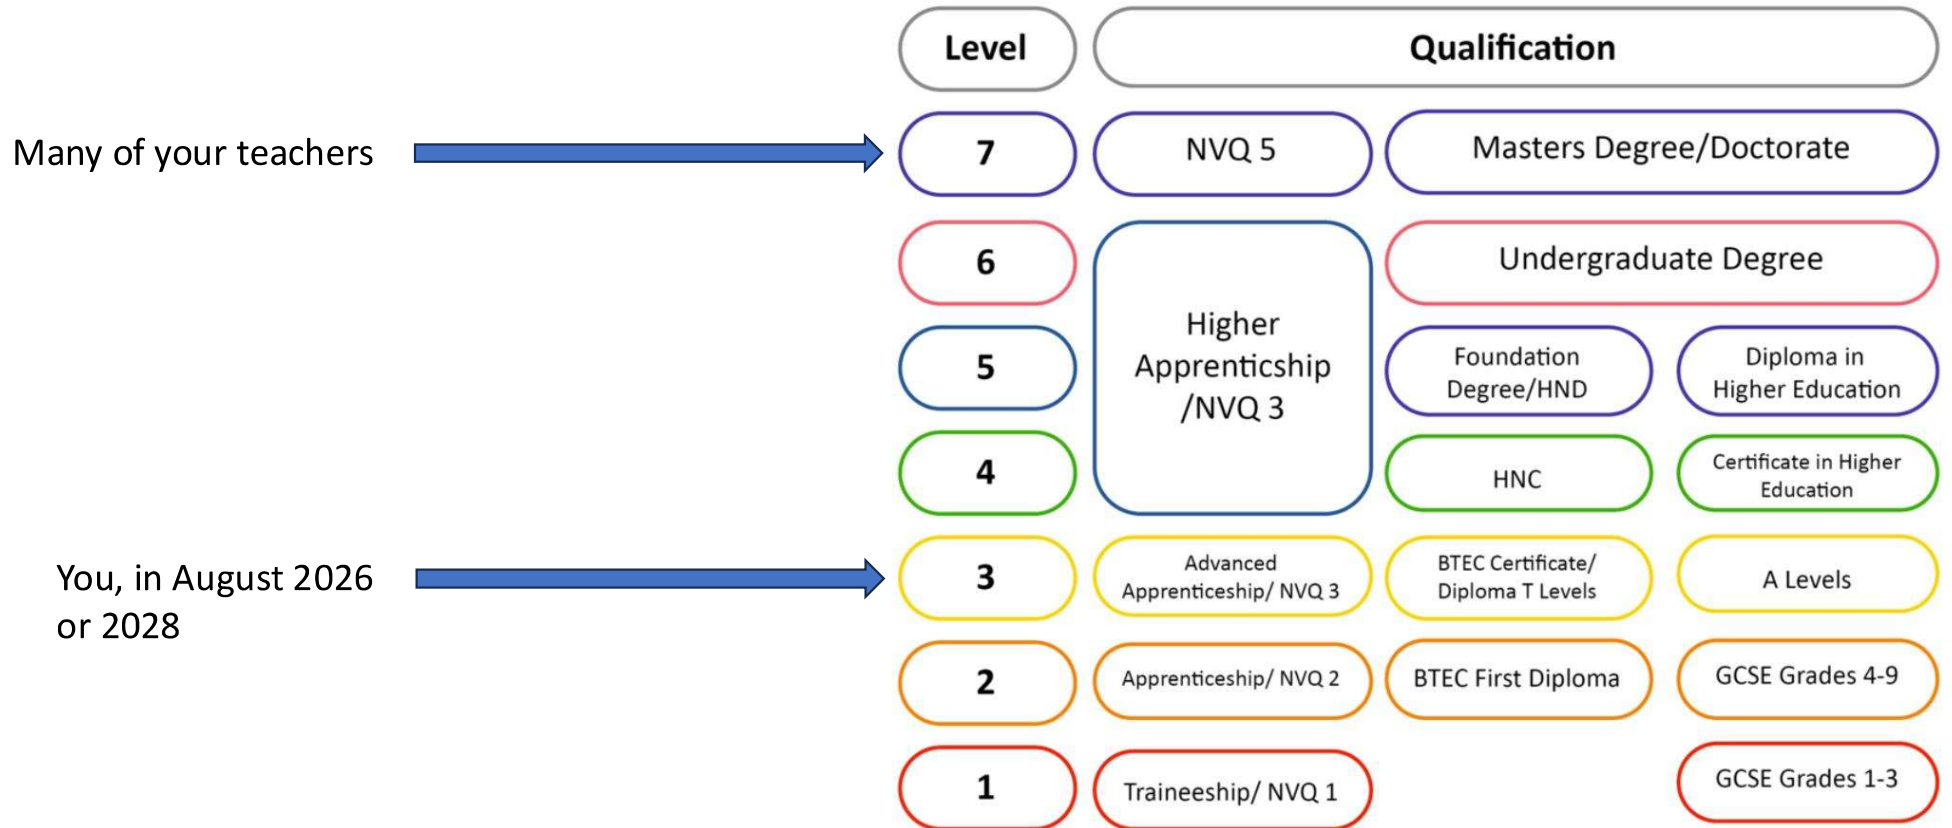 Level
Qualification
Many of your teachers
7
NVQ 5
Masters Degree/Doctorate
6
Undergraduate Degree
Higher
Apprenticship
/NVQ 3
5
Foundation
Degree/HND
Diploma in
Higher Education
4
HNC
Certificate in Higher
Education
You, in August 2026
or 2028
3
Advanced
Apprenticeship/ NVQ 3
BTEC Certificate/
Diploma T Levels
A Levels
2
Apprenticeship/ NVQ 2
BTEC First Diploma
GCSE Grades 4-9
1
Traineeship/ NVQ 1
GCSE Grades 1-3